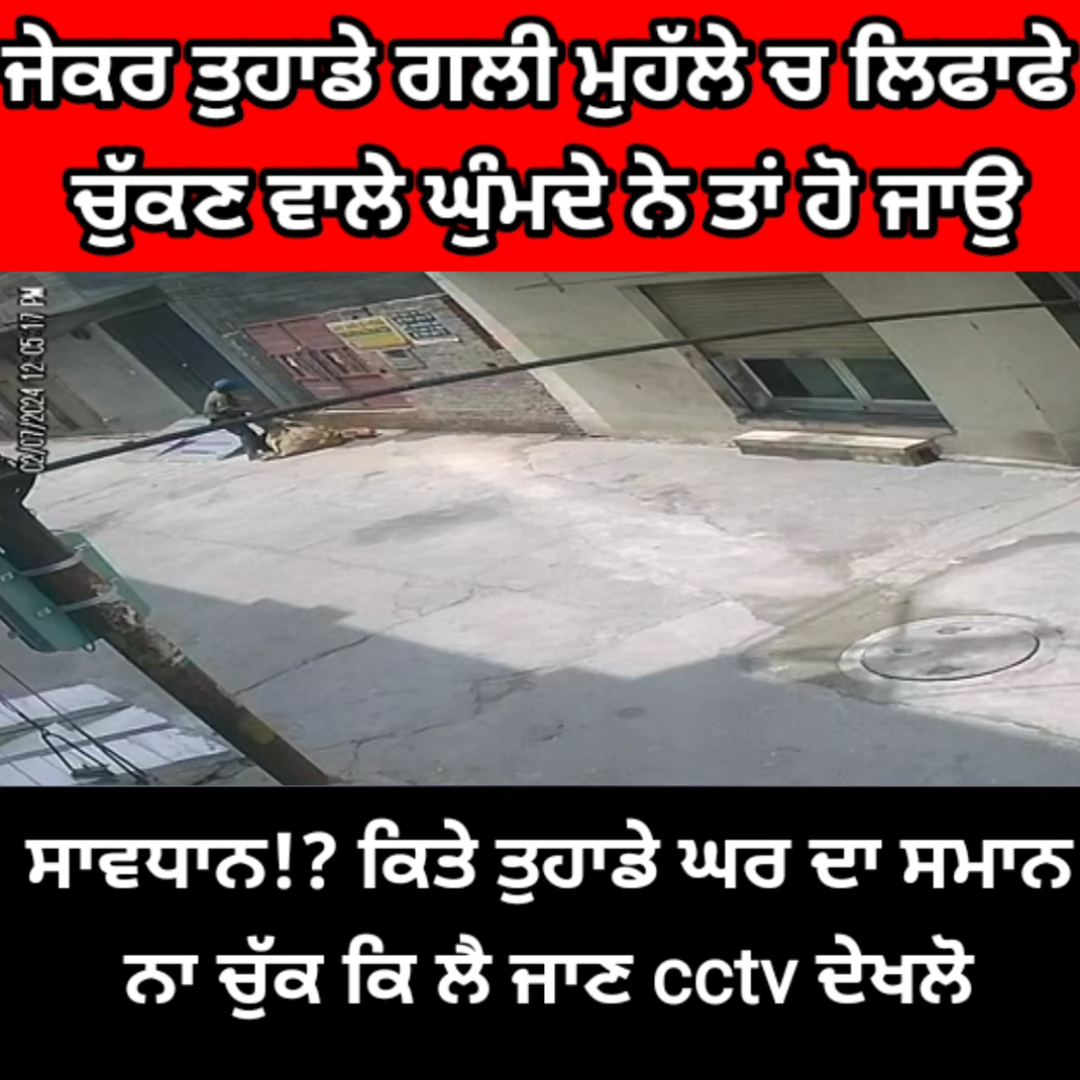 ਜੇਕਰ ਤੁਹਾਡੇ ਗਲੀ ਮੁਹੱਲੇ ਚ ਲਿਫਾਫੇ
ਚੁੱਕਣ ਵਾਲੇ ਘੁੰਮਦੇ ਨੇ ਤਾਂ ਹੋ ਜਾਉ
02/07/2024 12:05:17 PM
ਸਾਵਧਾਨ!? ਕਿਤੇ ਤੁਹਾਡੇ ਘਰ ਦਾ ਸਮਾਨ
ਨਾ ਚੁੱਕ ਕਿ ਲੈ ਜਾਣ cctv ਦੇਖਲੋ